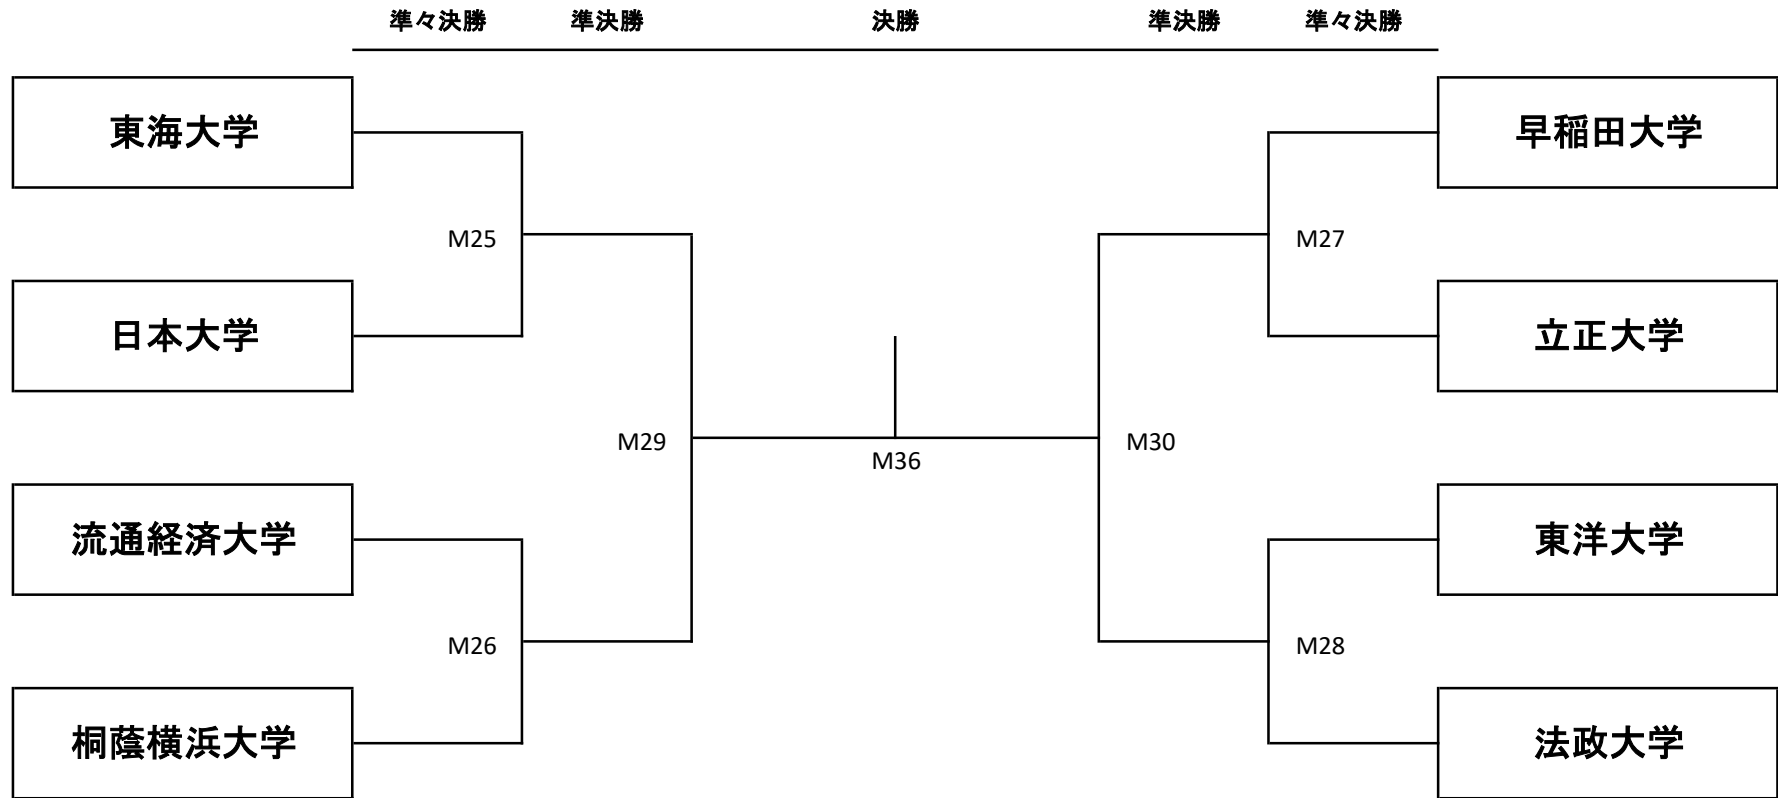 準々決勝 準決勝 決勝 準決勝 準々決勝
東海大学 早稲田大学
M25 M27
日本大学 立正大学
M29 M30
M36
流通経済大学 東洋大学
M26 M28
桐蔭横浜大学 法政大学